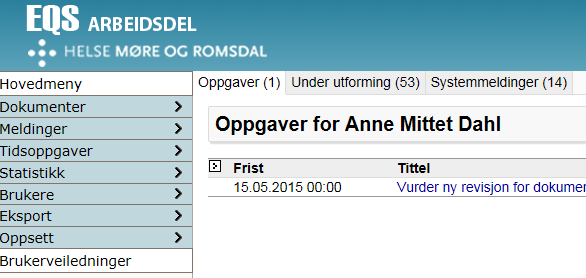 EQS ARBEIDSDEL
HELSE MØRE OG ROMSDAL
Hovedmeny
Dokumenter
Meldinger
Tidsoppgaver
Statistikk
Brukere
Eksport
Oppsett
Brukerveiledninger
Oppgaver (1) Under utforming (53) Systemmeldinger (14)
Oppgaver for Anne Mittet Dahl
Frist Tittel
15.05.2015 00:00 Vurder ny revisjon for dokumen